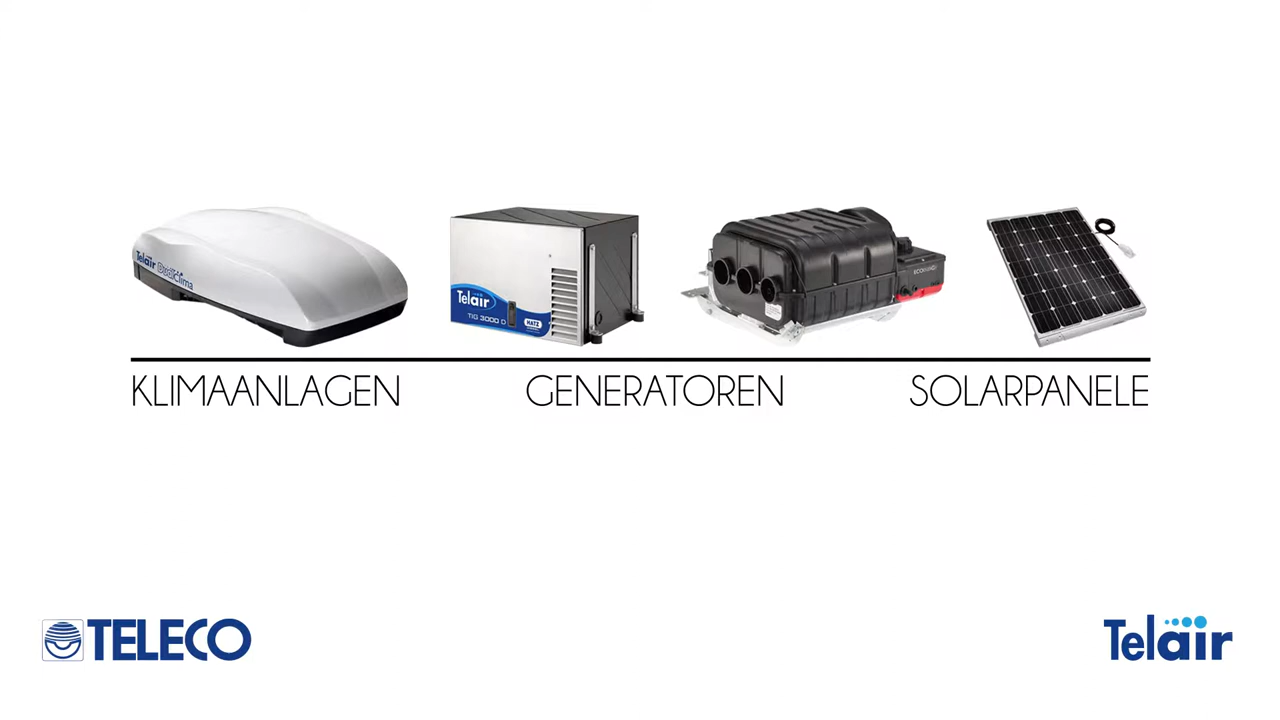 Telair DualClima
Telair
TIG 3000 D
HATZ
KLIMAANLAGEN
GENERATOREN
SOLARPANELE
TELECO
Telair